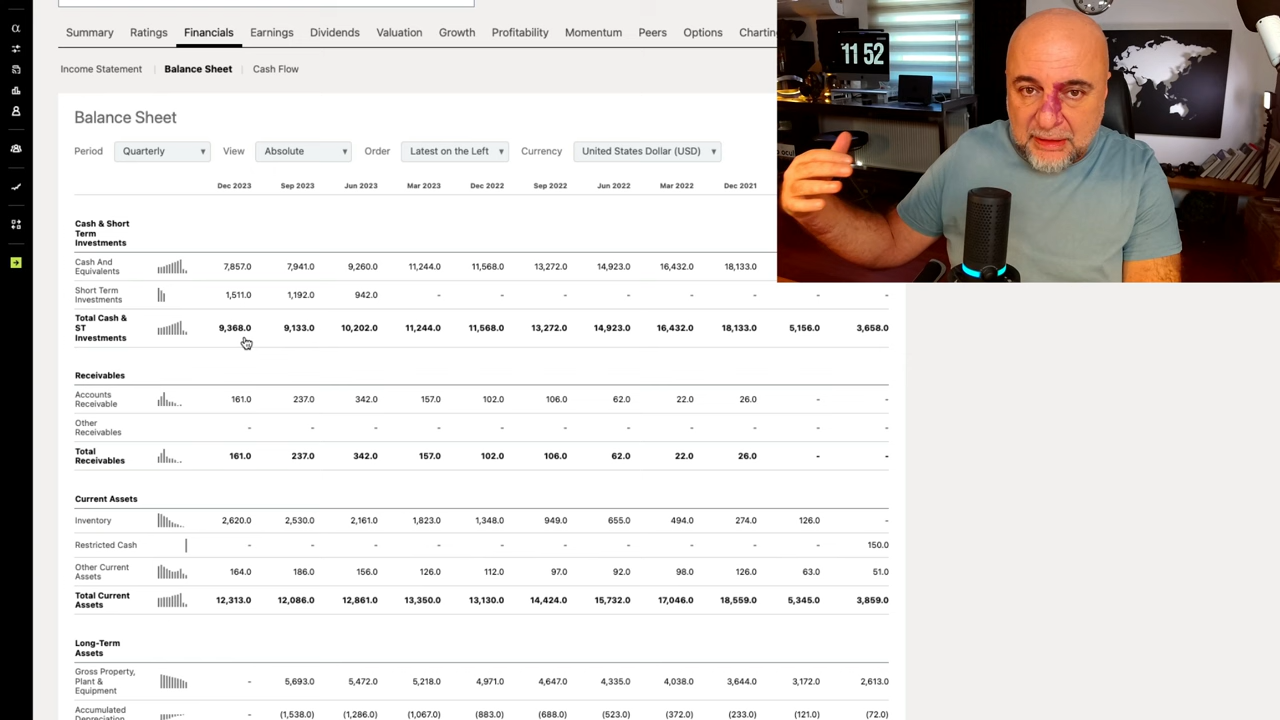 Summary Ratings Financials Earnings Dividends Valuation Growth Profitability Momentum Peers Options
Income Statement Balance Sheet Cash Flow
Balance Sheet
Period Quarterly View Absolute Order Latest on the Left Currency United States Dollar (USD)
Dec 2023 Sep 2023 Jun 2023 Mar 2023 Dec 2022 Sep 2022 Jun 2022 Mar 2022 Dec 2021
Cash & Short
Term
Investments
Cash And
Equivalents 7,857.0 7,941.0 9,260.0 11,244.0 11,568.0 13,272.0 14,923.0 16,432.0 18,133.0
Short Term
Investments 1,511.0 1,192.0 942.0 - - - - - - - -
Total Cash &
ST
Investments 9,368.0 9,133.0 10,202.0 11,244.0 11,568.0 13,272.0 14,923.0 16,432.0 18,133.0 5,156.0 3,658.0
Receivables
Accounts
Receivable 161.0 237.0 342.0 157.0 102.0 106.0 62.0 22.0 26.0 - -
Other
Receivables - - - - - - - - - - -
Total
Receivables 161.0 237.0 342.0 157.0 102.0 106.0 62.0 22.0 26.0 - -
Current Assets
Inventory 2,620.0 2,530.0 2,161.0 1,823.0 1,348.0 949.0 655.0 494.0 274.0 126.0 -
Restricted Cash - - - - - - - - - - 150.0
Other Current
Assets 164.0 186.0 156.0 126.0 112.0 97.0 92.0 98.0 126.0 63.0 51.0
Total Current
Assets 12,313.0 12,086.0 12,861.0 13,350.0 13,130.0 14,424.0 15,732.0 17,046.0 18,559.0 5,345.0 3,859.0
Long-Term
Assets
Gross Property,
Plant &
Equipment - 5,693.0 5,472.0 5,218.0 4,971.0 4,647.0 4,335.0 4,038.0 3,644.0 3,172.0 2,613.0
Accumulated
Depreciation - (1,538.0) (1,286.0) (1,067.0) (883.0) (688.0) (523.0) (372.0) (233.0) (121.0) (72.0)
11 52